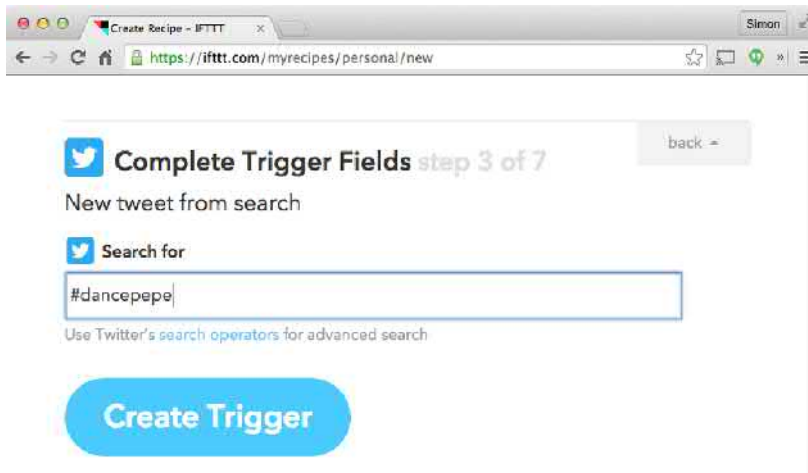 Create Recipe - IFTTT
Simon
https://ifttt.com/myrecipes/personal/new
back
Complete Trigger Fields step 3 of 7
New tweet from search
Search for
#dancepepe
Use Twitter's search operators for advanced search
Create Trigger